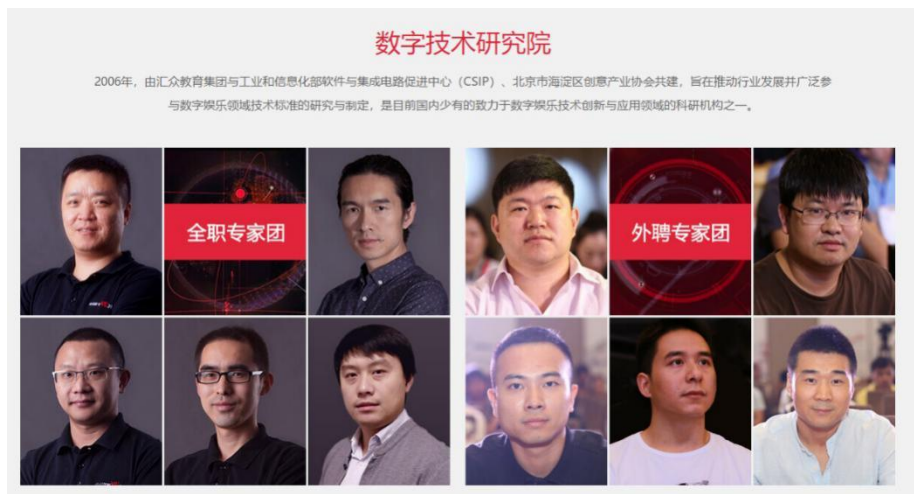 数字技术研究院
2006年，由汇众教育集团与工业和信息化部软件与集成电路促进中心（CSIP）、北京市海淀区创意产业协会共建，旨在推动行业发展并广泛参
与数字娱乐领域技术标准的研究与制定，是目前国内少有的致力于数字娱乐技术创新与应用领域的科研机构之一。
全职专家团
外聘专家团